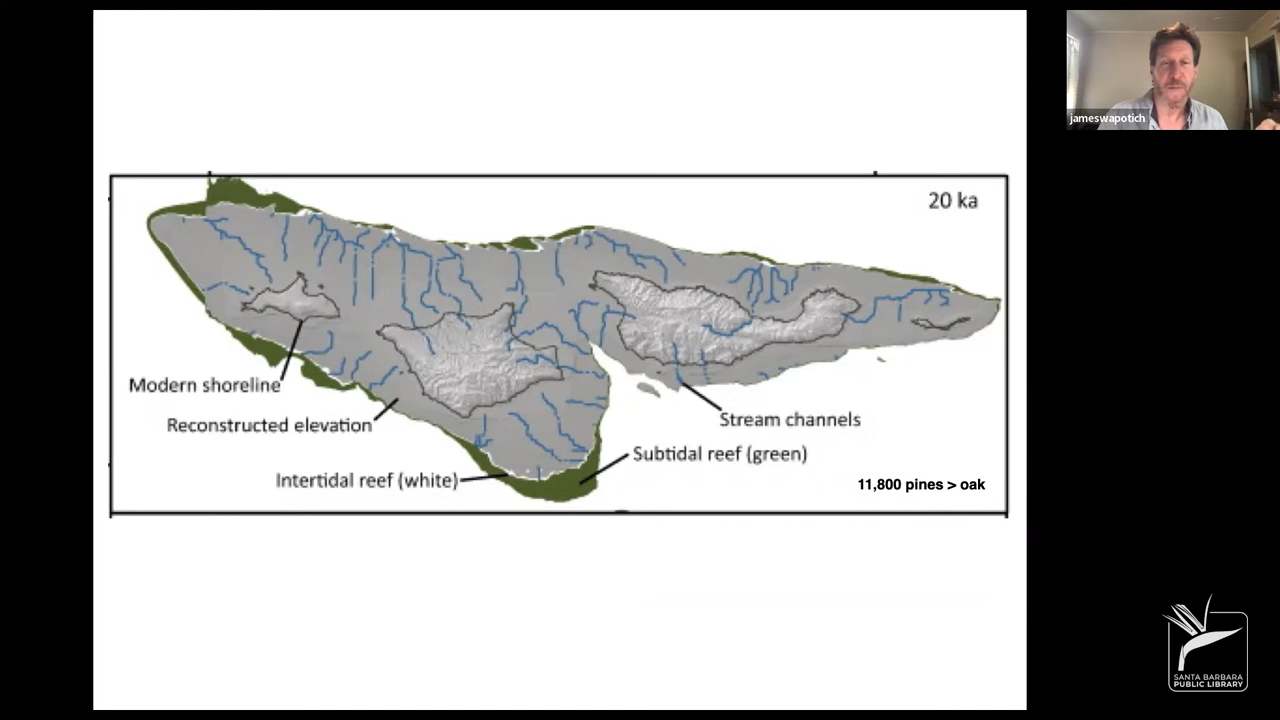 jameswapotich
20 ka
Modern shoreline
Reconstructed elevation
Stream channels
Subtidal reef (green)
Intertidal reef (white)
11,800 pines > oak
SANTA BARBARA
PUBLIC LIBRARY